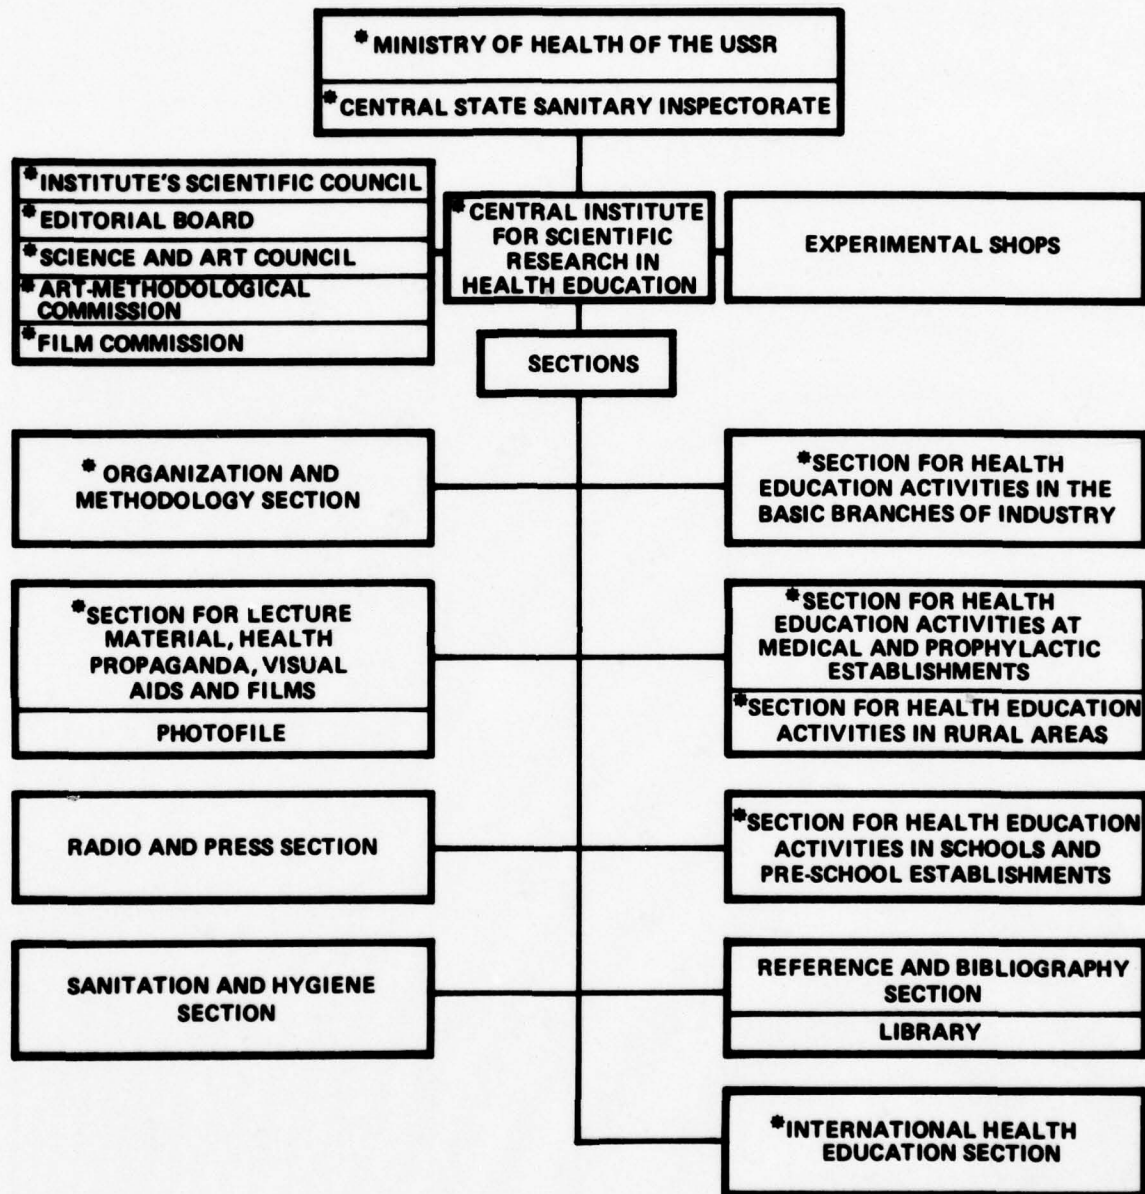 *MINISTRY OF HEALTH OF THE USSR
*CENTRAL STATE SANITARY INSPECTORATE
*INSTITUTE'S SCIENTIFIC COUNCIL
*EDITORIAL BOARD
*SCIENCE AND ART COUNCIL
*ART-METHODOLOGICAL
COMMISSION
*FILM COMMISSION
*CENTRAL INSTITUTE
FOR SCIENTIFIC
RESEARCH IN
HEALTH EDUCATION
EXPERIMENTAL SHOPS
SECTIONS
*ORGANIZATION AND
METHODOLOGY SECTION
*SECTION FOR HEALTH
EDUCATION ACTIVITIES IN THE
BASIC BRANCHES OF INDUSTRY
*SECTION FOR LECTURE
MATERIAL, HEALTH
PROPAGANDA, VISUAL
AIDS AND FILMS
PHOTOFILE
*SECTION FOR HEALTH
EDUCATION ACTIVITIES AT
MEDICAL AND PROPHYLACTIC
ESTABLISHMENTS
*SECTION FOR HEALTH EDUCATION
ACTIVITIES IN RURAL AREAS
RADIO AND PRESS SECTION
*SECTION FOR HEALTH EDUCATION
ACTIVITIES IN SCHOOLS AND
PRE-SCHOOL ESTABLISHMENTS
SANITATION AND HYGIENE
SECTION
REFERENCE AND BIBLIOGRAPHY
SECTION
LIBRARY
*INTERNATIONAL HEALTH
EDUCATION SECTION